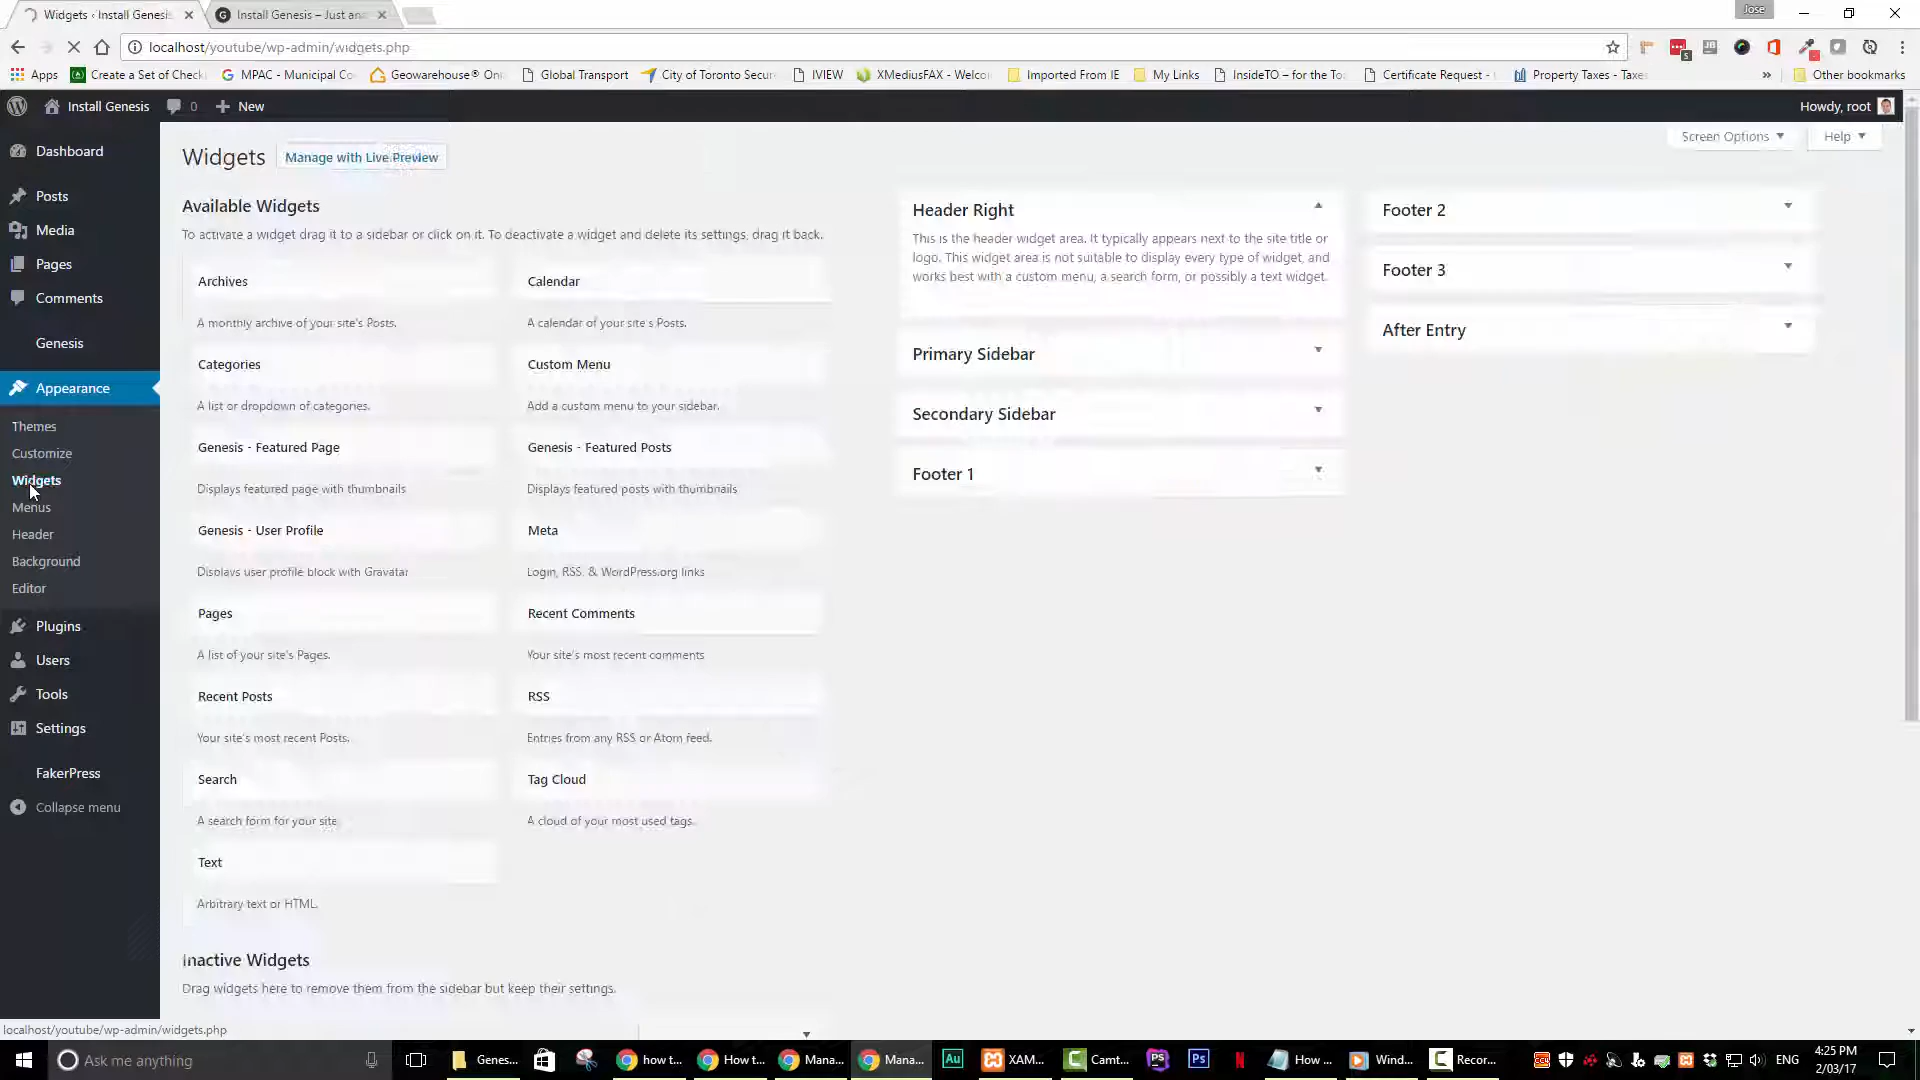 Widgets ‹ Install Genesis
Install Genesis – Just an
Jose
localhost/youtube/wp-admin/widgets.php
Apps
Create a Set of Check
MPAC - Municipal Co
Geowarehouse® On
Global Transport
City of Toronto Secu
IVIEW
XMediusFAX - Welco
Imported From IE
My Links
InsideTO – for the To
Certificate Request -
Property Taxes - Taxe
»
Other bookmarks
Install Genesis
0
New
Howdy, root
Dashboard
Posts
Media
Pages
Comments
Genesis
Appearance
Themes
Customize
Widgets
Menus
Header
Background
Editor
Plugins
Users
Tools
Settings
FakerPress
Collapse menu
Screen Options
Help
Widgets
Manage with Live Preview
Available Widgets
To activate a widget drag it to a sidebar or click on it. To deactivate a widget and delete its settings, drag it back.
Archives
A monthly archive of your site's Posts.
Calendar
A calendar of your site's Posts.
Categories
A list or dropdown of categories.
Custom Menu
Add a custom menu to your sidebar.
Genesis - Featured Page
Displays featured page with thumbnails
Genesis - Featured Posts
Displays featured posts with thumbnails
Genesis - User Profile
Displays user profile block with Gravatar
Meta
Login, RSS, & WordPress.org links
Pages
A list of your site's Pages.
Recent Comments
Your site's most recent comments
Recent Posts
Your site's most recent Posts.
RSS
Entries from any RSS or Atom feed.
Search
A search form for your site.
Tag Cloud
A cloud of your most used tags.
Text
Arbitrary text or HTML.
Inactive Widgets
Drag widgets here to remove them from the sidebar but keep their settings.
Header Right
This is the header widget area. It typically appears next to the site title or
logo. This widget area is not suitable to display every type of widget, and
works best with a custom menu, a search form, or possibly a text widget.
Primary Sidebar
Secondary Sidebar
Footer 1
Footer 2
Footer 3
After Entry
localhost/youtube/wp-admin/widgets.php
Ask me anything
Genes...
how t...
How t...
Mana...
Mana...
Au
XAM...
Camt...
Ps
How ...
Wind...
Recor...
ENG
4:25 PM
2/03/17